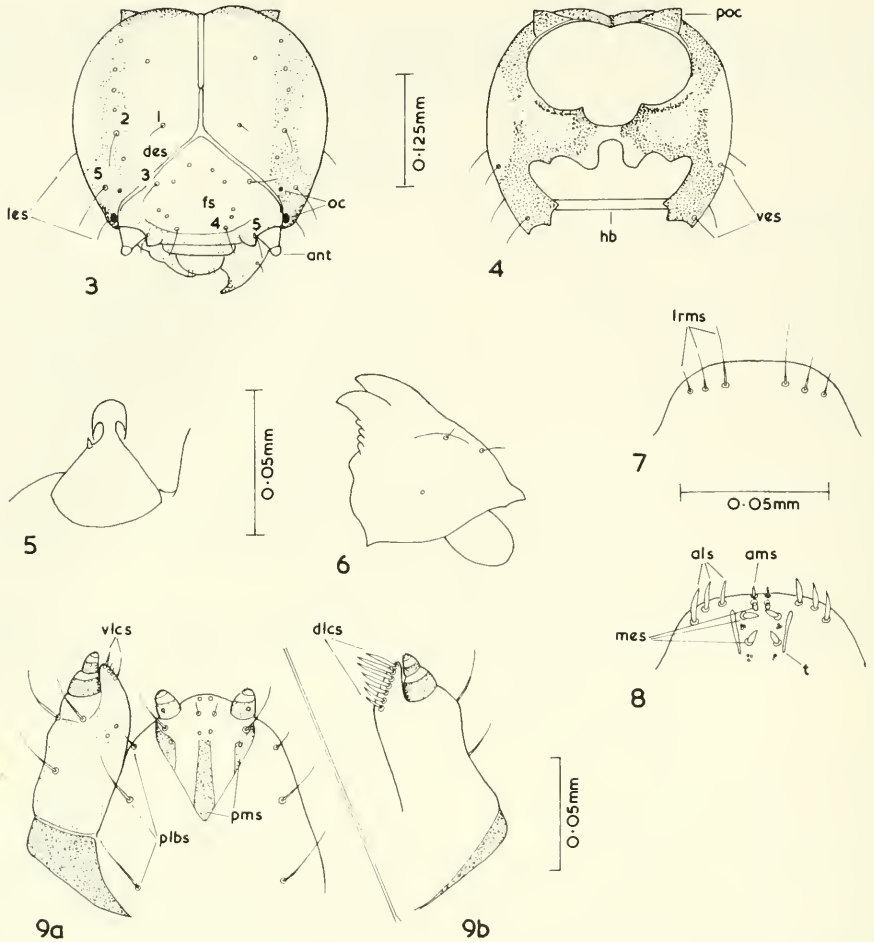 poc
1
2
des
5
3
les
fs
oc
4
5
ant
3
0·125mm
hb
ves
4
0·05mm
5
6
lrms
7
0·05mm
als
ams
mes
t
8
vlcs
plbs
pms
9a
dlcs
0·05mm
9b